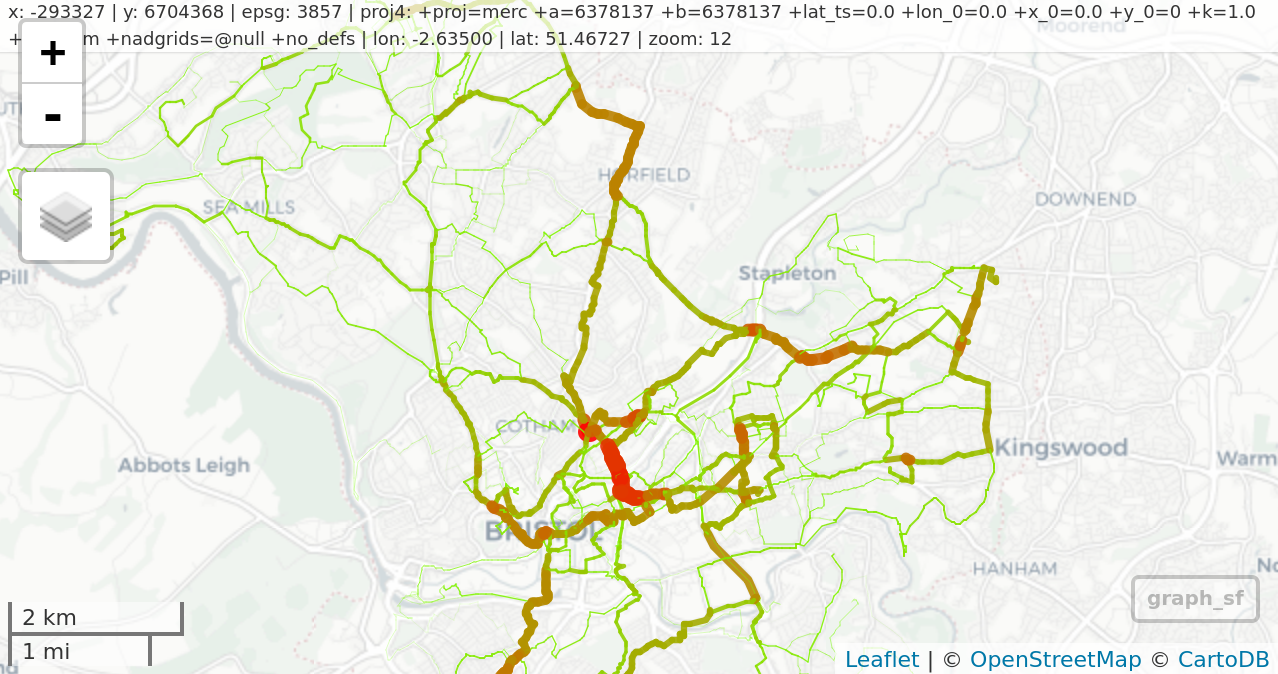 x: -293327 | y: 6704368 | epsg: 3857 | proj4: +proj=merc +a=6378137 +b=6378137 +lat_ts=0.0 +lon_0=0.0 +x_0=0.0 +y_0=0 +k=1.0
+nadgrids=@null +no_defs | lon: -2.63500 | lat: 51.46727 | zoom: 12
Moorend
+
-
HORFIELD
DOWNEND
SEA MILLS
Pill
Stapleton
COTHAM
Kingswood
Abbots Leigh
Warm
BRISTOL
HANHAM
graph_sf
2 km
1 mi
Leaflet | © OpenStreetMap © CartoDB